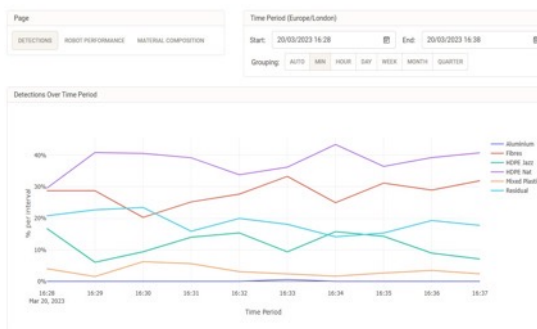 Page
DETECTIONS ROBOT PERFORMANCE MATERIAL COMPOSITION
Time Period (Europe/London)
Start: 20/03/2023 16:28 End: 20/03/2023 16:38
Grouping: AUTO MIN HOUR DAY WEEK MONTH QUARTER
Detections Over Time Period
% per interval
40%
30%
20%
10%
0%
16:28 16:29 16:30 16:31 16:32 16:33 16:34 16:35 16:36 16:37
Mar 20, 2023
Time Period
Aluminium
Fibres
HDPE Jazz
HDPE Nat
Mixed Plasti
Residual